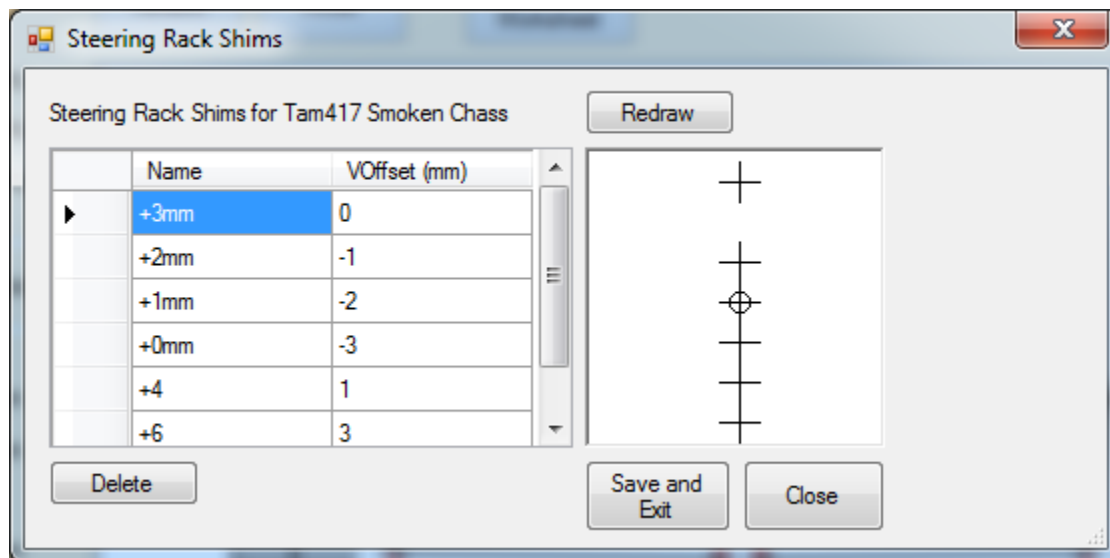 Steering Rack Shims
Steering Rack Shims for Tam417 Smoken Chass
Redraw
Name VOffset (mm)
+3mm 0
+2mm -1
+1mm -2
+0mm -3
+4 1
+6 3
Delete
Save and
Exit
Close